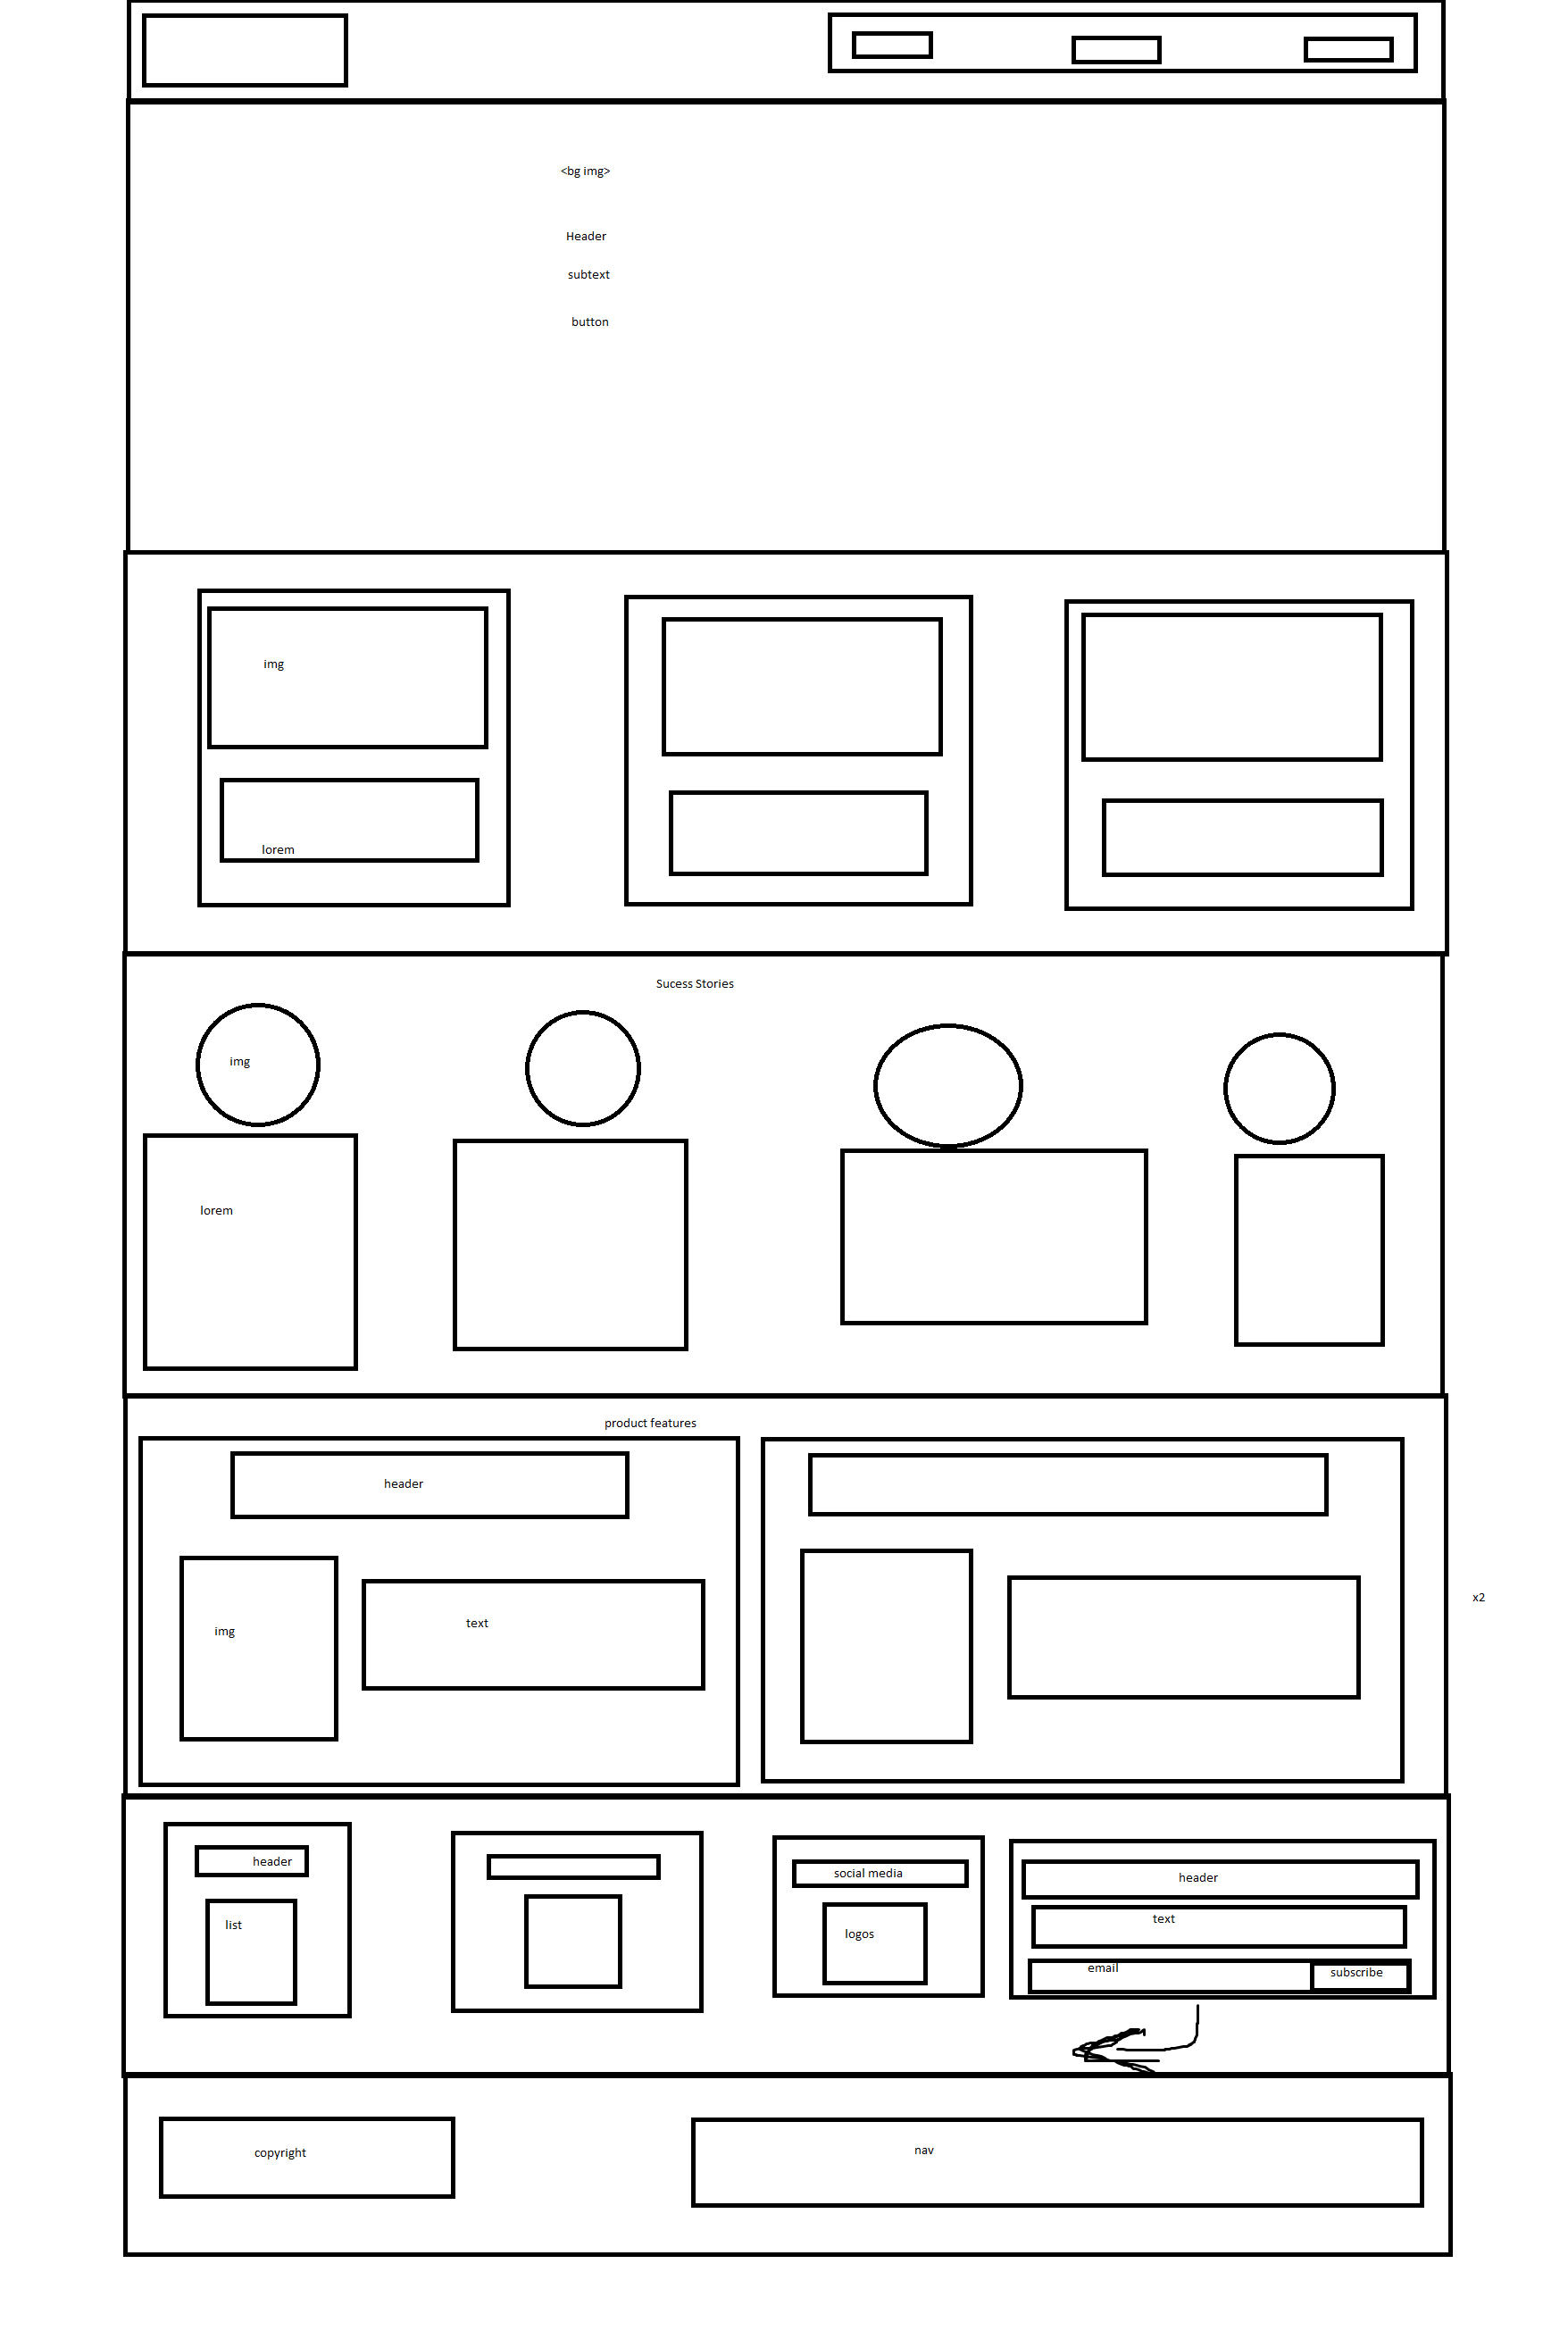 <bg img>
Header
subtext
button
img
lorem
Sucess Stories
img
lorem
product features
header
img
text
x2
header
list
social media
logos
header
text
email
subscribe
copyright
nav